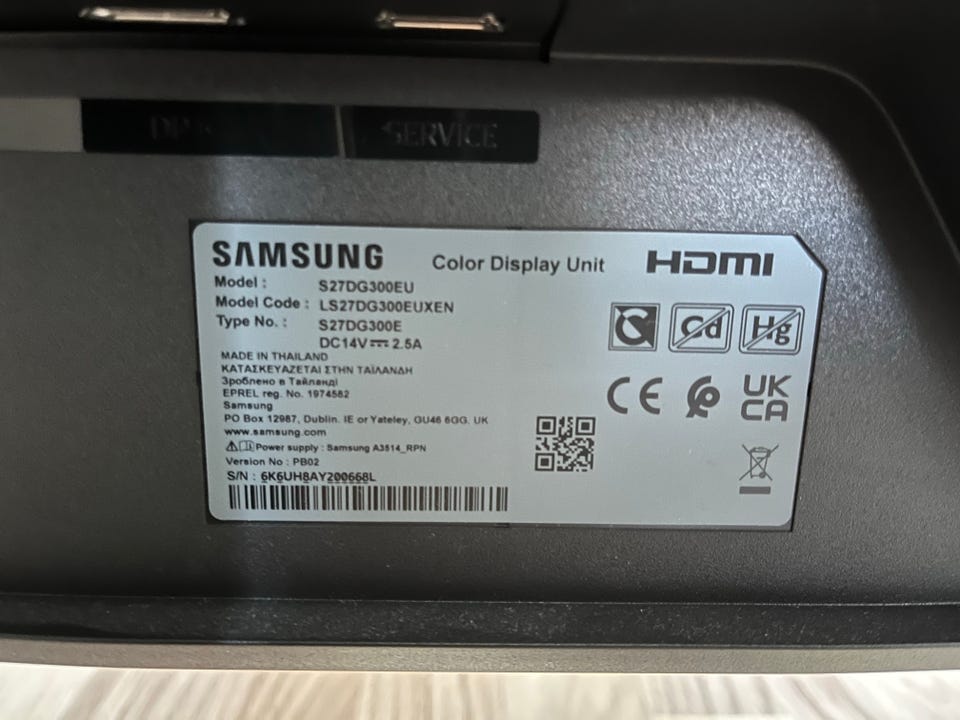 DP
SERVICE
SAMSUNG Color Display Unit HDMI
Model : S27DG300EU
Model Code : LS27DG300EUXEN
Type No. : S27DG300E
DC14V⎓ 2.5A
MADE IN THAILAND
ΚΑΤΑΣΚΕΥΑΖΕΤΑΙ ΣΤΗΝ ΤΑΪΛΑΝΔΗ
Зроблено в Таїланді
EPREL reg. No. 1974582
Samsung
PO Box 12987, Dublin. IE or Yateley, GU46 6GG. UK
www.samsung.com
Power supply : Samsung A3514_RPN
Version No : PB02
S/N : 6K6UH8AY200668L
Cd
Hg
CE
UK
CA